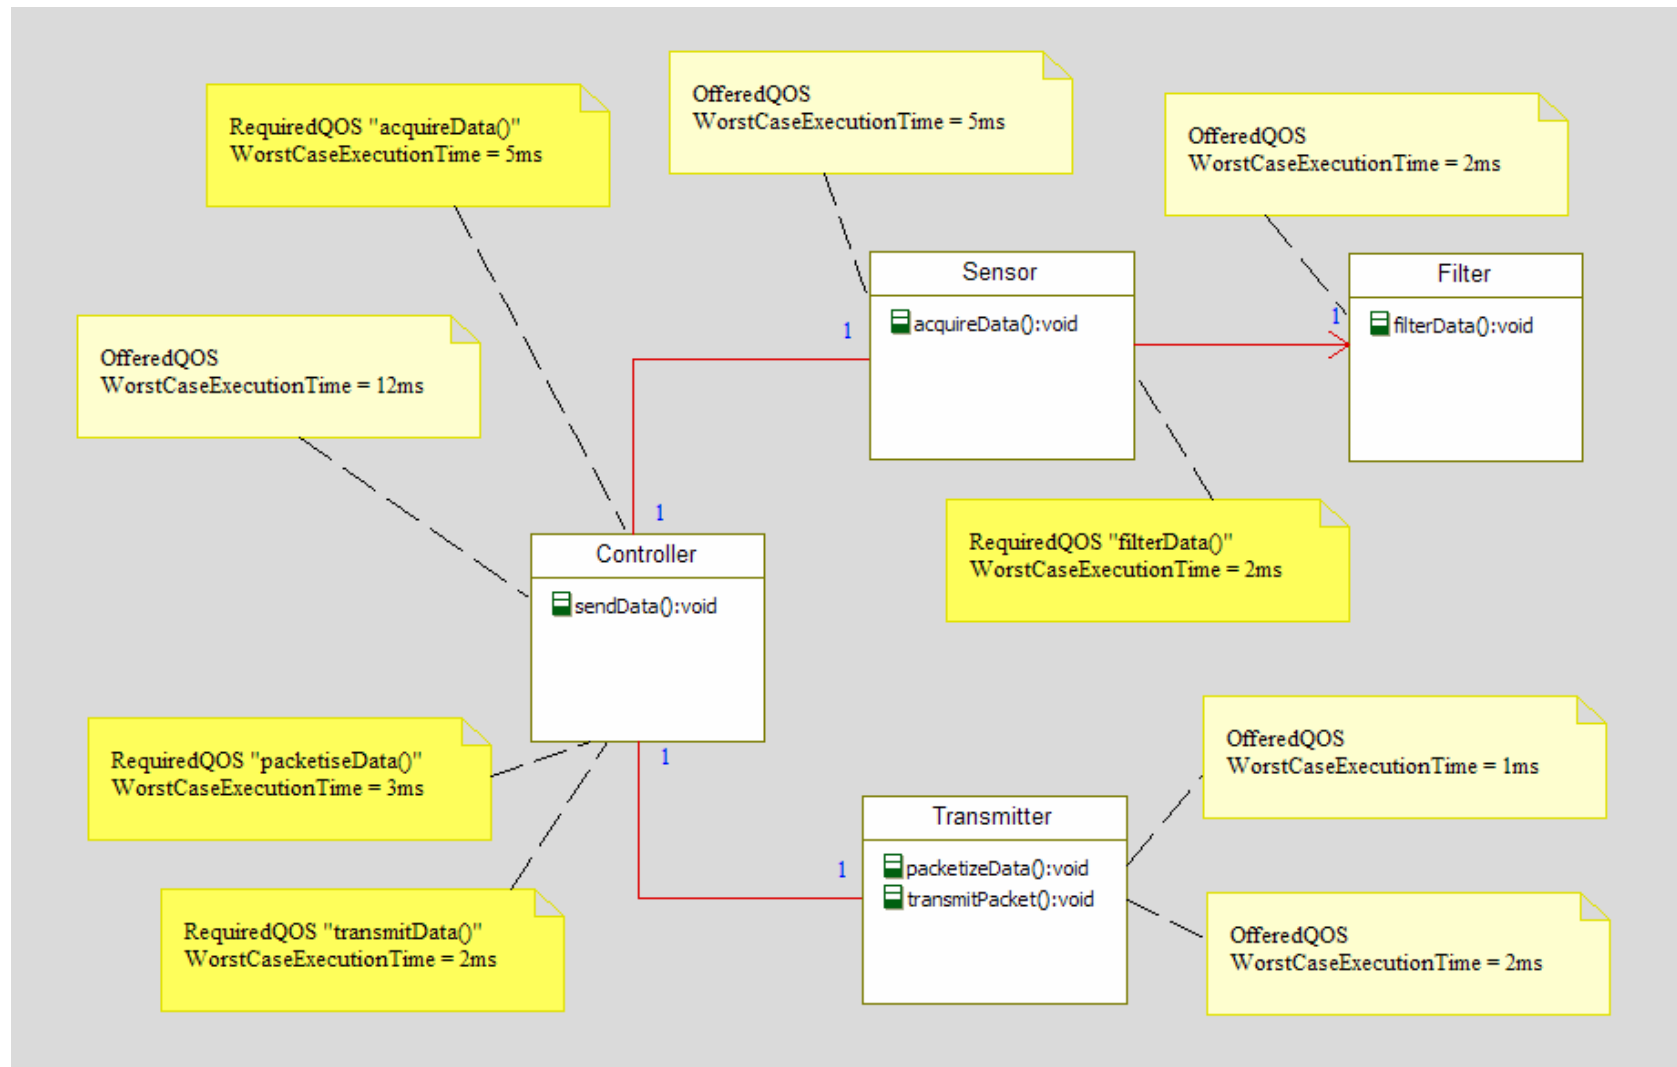 OfferedQOS
WorstCaseExecutionTime = 5ms
RequiredQOS "acquireData()"
WorstCaseExecutionTime = 5ms
OfferedQOS
WorstCaseExecutionTime = 2ms
Sensor
acquireData():void
1
Filter
filterData():void
1
OfferedQOS
WorstCaseExecutionTime = 12ms
1
Controller
sendData():void
1
RequiredQOS "filterData()"
WorstCaseExecutionTime = 2ms
RequiredQOS "packetiseData()"
WorstCaseExecutionTime = 3ms
OfferedQOS
WorstCaseExecutionTime = 1ms
Transmitter
packetizeData():void
transmitPacket():void
1
RequiredQOS "transmitData()"
WorstCaseExecutionTime = 2ms
OfferedQOS
WorstCaseExecutionTime = 2ms